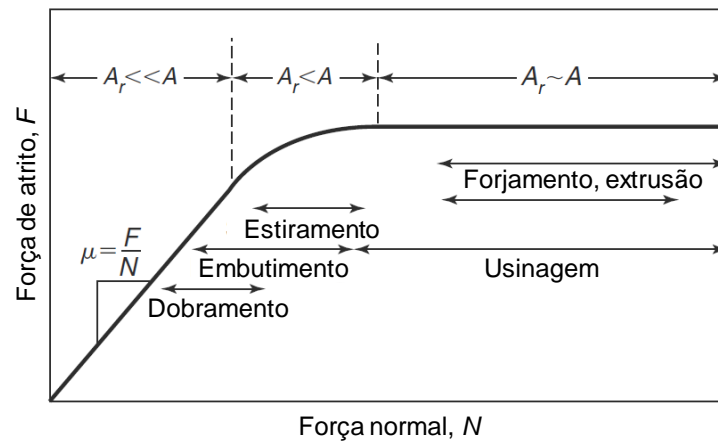 A_r<<A
A_r<A
A_r~A
Força de atrito, F
μ=F/N
Forjamento, extrusão
Estiramento
Embutimento
Usinagem
Dobramento
Força normal, N